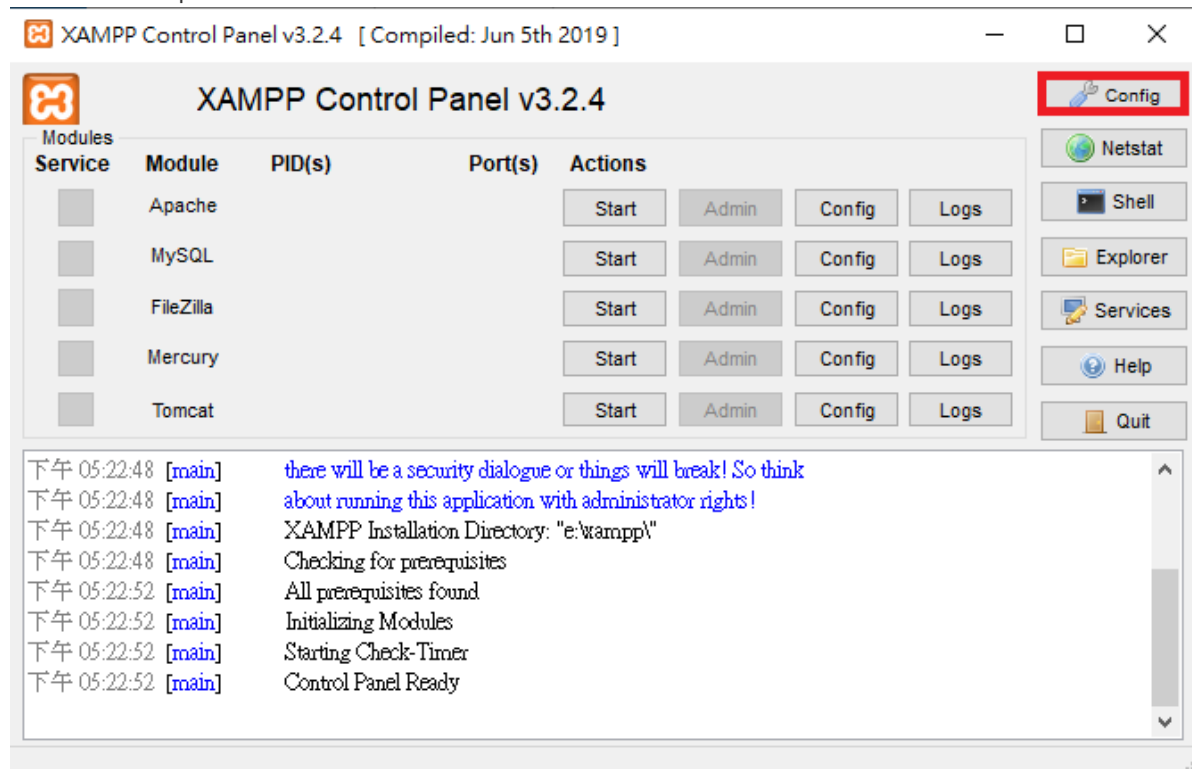 XAMPP Control Panel v3.2.4 [ Compiled: Jun 5th 2019 ]
XAMPP Control Panel v3.2.4
Config
Modules
Service Module PID(s) Port(s) Actions
Netstat
Apache Start Admin Config Logs
Shell
MySQL Start Admin Config Logs
Explorer
FileZilla Start Admin Config Logs
Services
Mercury Start Admin Config Logs
Help
Tomcat Start Admin Config Logs
Quit
下午 05:22:48 [main] there will be a security dialogue or things will break! So think
下午 05:22:48 [main] about running this application with administrator rights!
下午 05:22:48 [main] XAMPP Installation Directory: "e:\xampp\"
下午 05:22:48 [main] Checking for prerequisites
下午 05:22:52 [main] All prerequisites found
下午 05:22:52 [main] Initializing Modules
下午 05:22:52 [main] Starting Check-Timer
下午 05:22:52 [main] Control Panel Ready